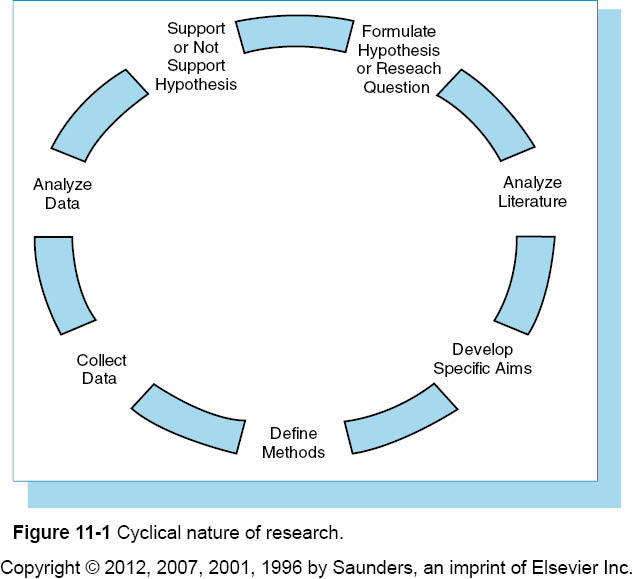 Support
or Not
Support
Hypothesis
Formulate
Hypothesis
or Reseach
Question
Analyze
Literature
Develop
Specific Aims
Define
Methods
Collect
Data
Analyze
Data
Figure 11-1 Cyclical nature of research.
Copyright © 2012, 2007, 2001, 1996 by Saunders, an imprint of Elsevier Inc.